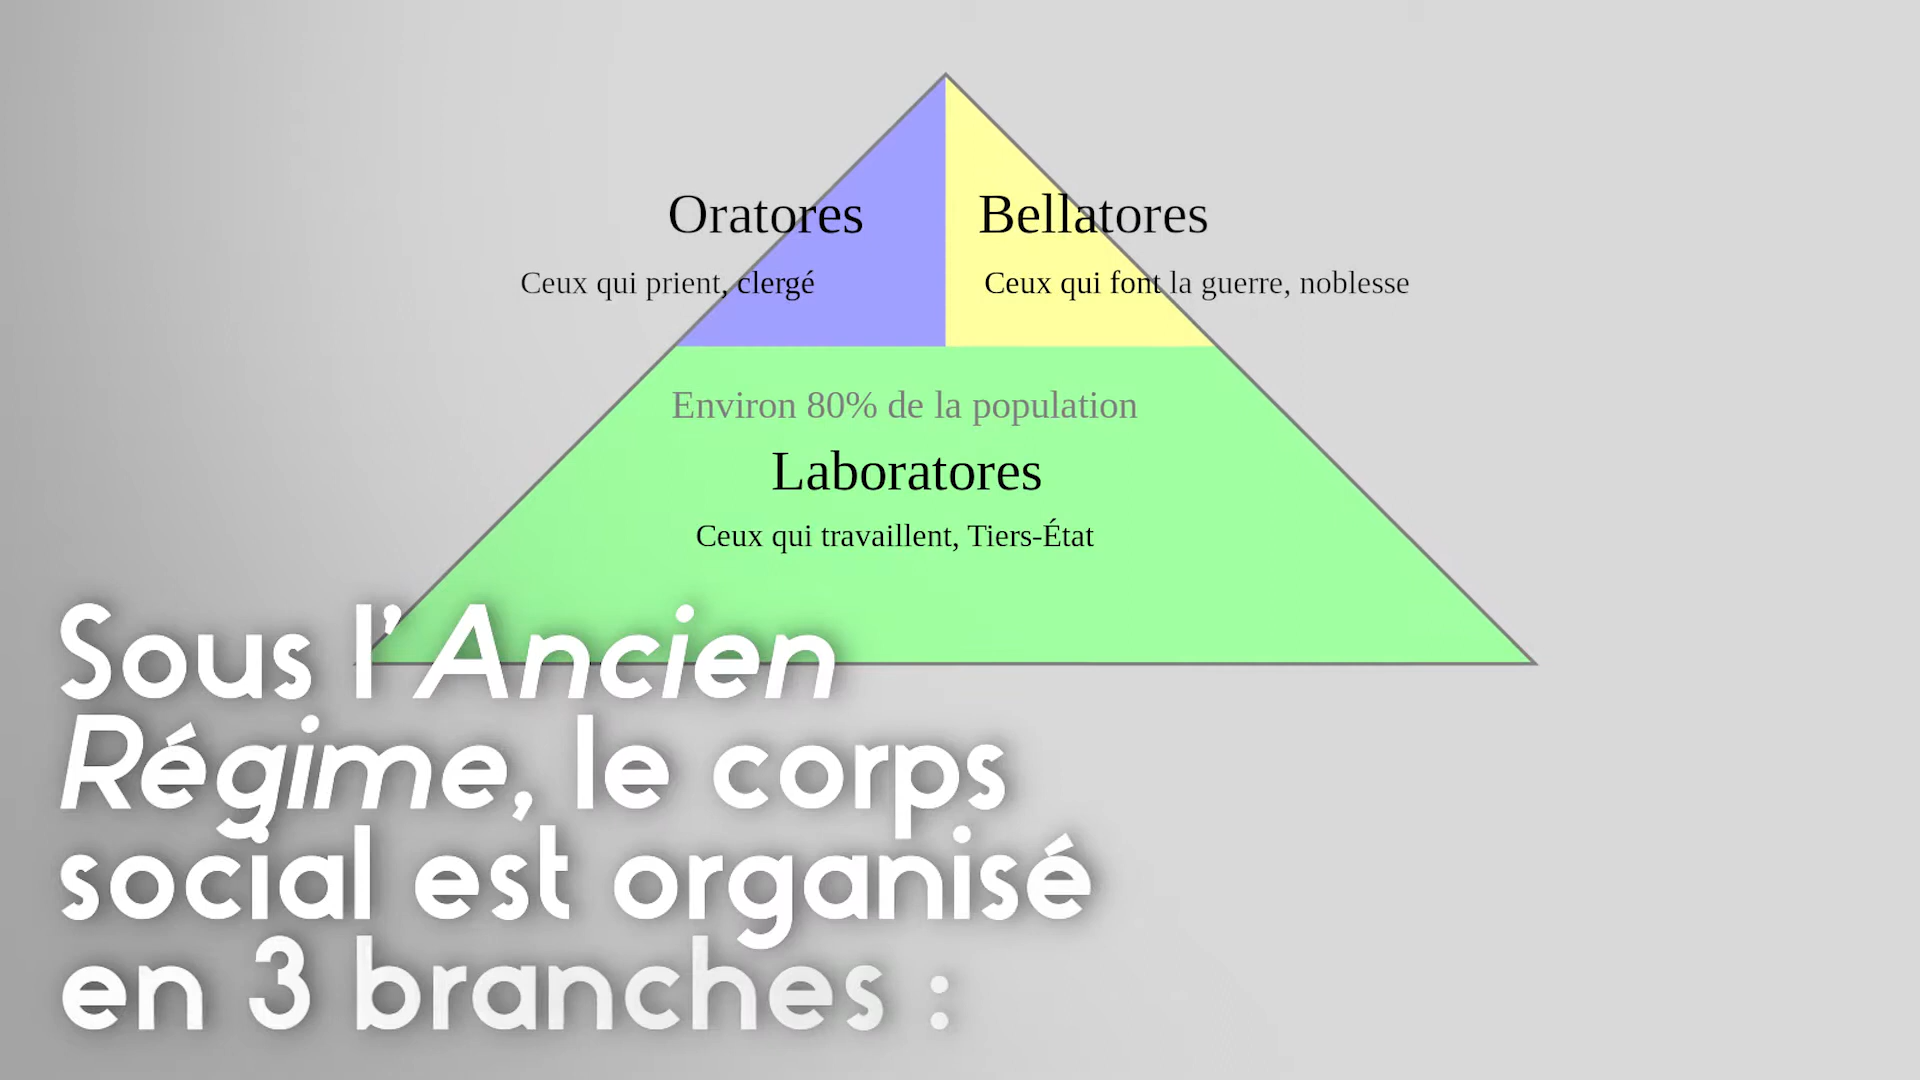 Oratores
Bellatores
Ceux qui prient, clergé
Ceux qui font la guerre, noblesse
Environ 80% de la population
Laboratores
Ceux qui travaillent, Tiers-État
Sous l'Ancien
Régime, le corps
social est organisé
en 3 branches :